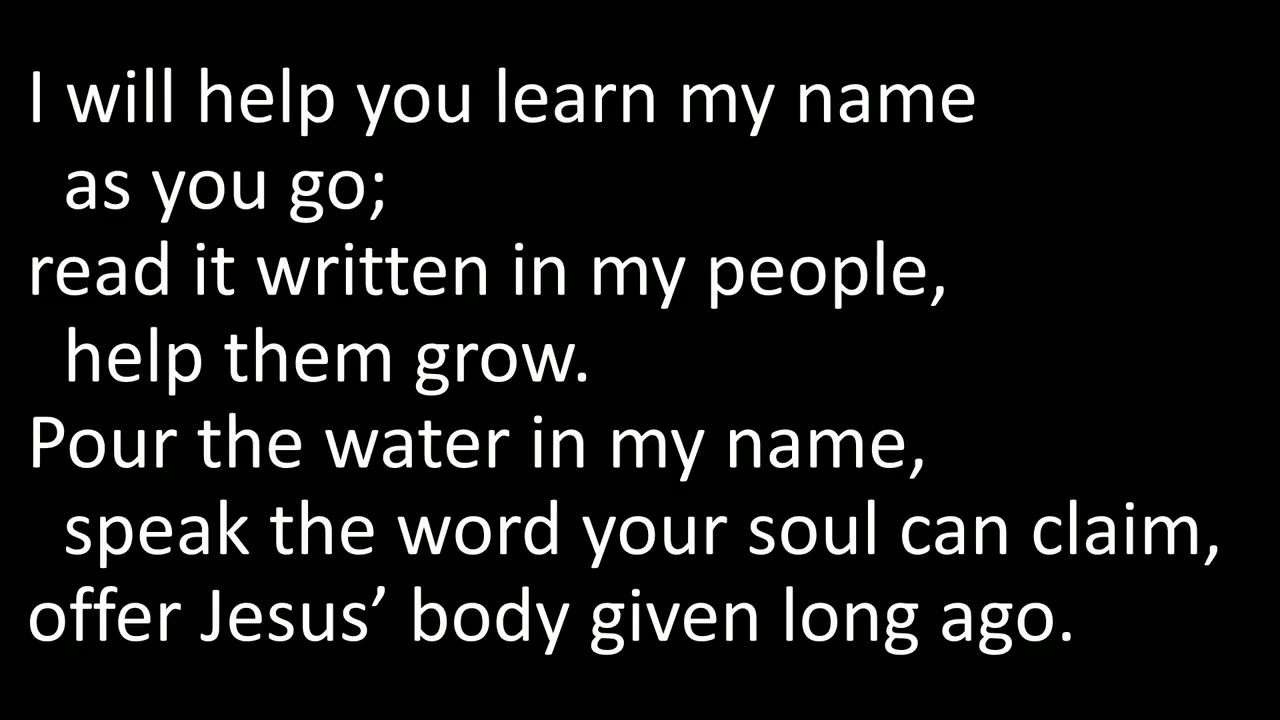 I will help you learn my name
as you go;
read it written in my people,
help them grow.
Pour the water in my name,
speak the word your soul can claim,
offer Jesus’ body given long ago.